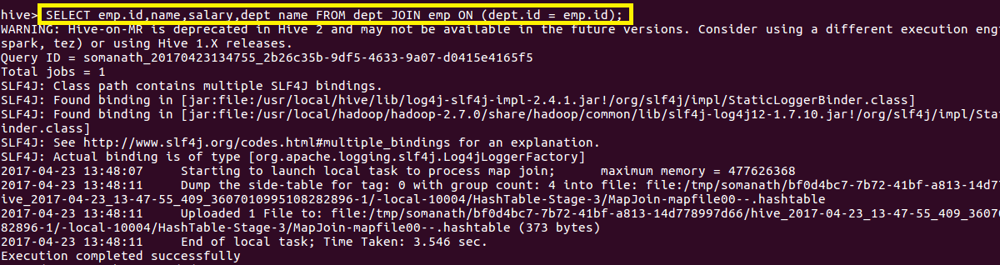 hive> SELECT emp.id,name,salary,dept name FROM dept JOIN emp ON (dept.id = emp.id);
WARNING: Hive-on-MR is deprecated in Hive 2 and may not be available in the future versions. Consider using a different execution eng
spark, tez) or using Hive 1.X releases.
Query ID = somanath_20170423134755_2b26c35b-9df5-4633-9a07-d0415e4165f5
Total jobs = 1
SLF4J: Class path contains multiple SLF4J bindings.
SLF4J: Found binding in [jar:file:/usr/local/hive/lib/log4j-slf4j-impl-2.4.1.jar!/org/slf4j/impl/StaticLoggerBinder.class]
SLF4J: Found binding in [jar:file:/usr/local/hadoop/hadoop-2.7.0/share/hadoop/common/lib/slf4j-log4j12-1.7.10.jar!/org/slf4j/impl/Stat
inder.class]
SLF4J: See http://www.slf4j.org/codes.html#multiple_bindings for an explanation.
SLF4J: Actual binding is of type [org.apache.logging.slf4j.Log4jLoggerFactory]
2017-04-23 13:48:07 Starting to launch local task to process map join; maximum memory = 477626368
2017-04-23 13:48:11 Dump the side-table for tag: 0 with group count: 4 into file: file:/tmp/somanath/bf0d4bc7-7b72-41bf-a813-14d77
ive_2017-04-23_13-47-55_409_3607010995108282896-1/-local-10004/HashTable-Stage-3/MapJoin-mapfile00--.hashtable
2017-04-23 13:48:11 Uploaded 1 File to: file:/tmp/somanath/bf0d4bc7-7b72-41bf-a813-14d778997d66/hive_2017-04-23_13-47-55_409_36070
82896-1/-local-10004/HashTable-Stage-3/MapJoin-mapfile00--.hashtable (373 bytes)
2017-04-23 13:48:11 End of local task; Time Taken: 3.546 sec.
Execution completed successfully